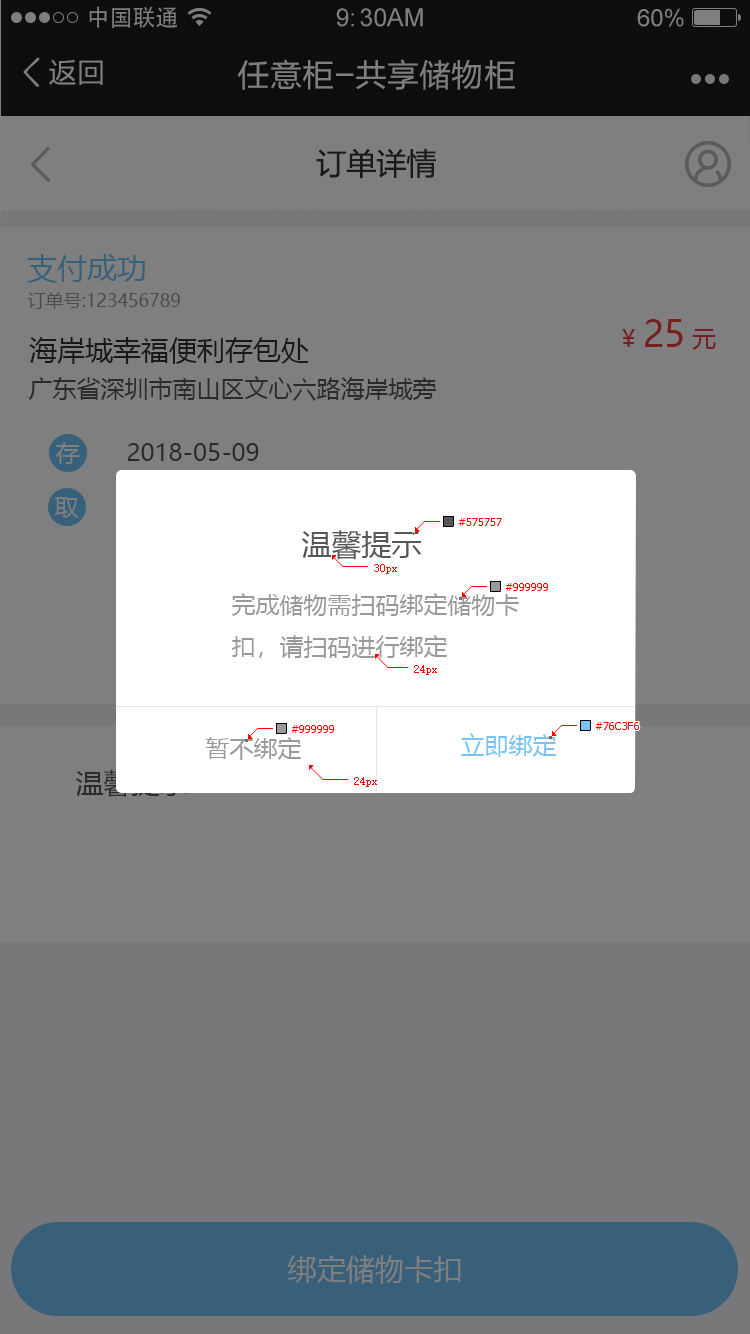 中国联通 9:30AM 60%
返回 任意柜-共享储物柜
订单详情
支付成功
订单号:123456789
¥ 25 元
海岸城幸福便利存包处
广东省深圳市南山区文心六路海岸城旁
存 2018-05-09
取
#575757
温馨提示
30px
#999999
完成储物需扫码绑定储物卡
扣，请扫码进行绑定
24px
#999999
暂不绑定
24px
#76C3F6
立即绑定
温馨提示:
绑定储物卡扣